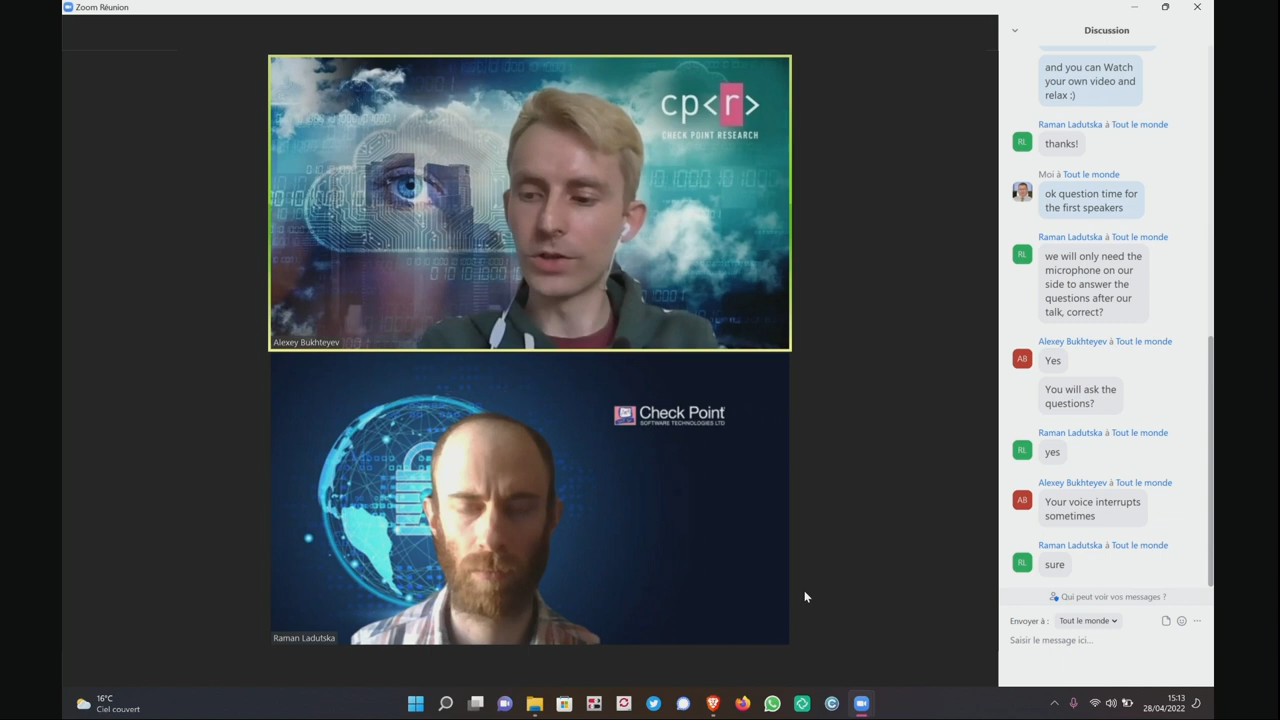 Zoom Réunion
Discussion
and you can Watch
your own video and
relax :)
Raman Ladutska à Tout le monde
RL
thanks!
Moi à Tout le monde
ok question time for
the first speakers
Raman Ladutska à Tout le monde
RL
we will only need the
microphone on our
side to answer the
questions after our
talk, correct?
Alexey Bukhteyev à Tout le monde
AB
Yes
You will ask the
questions?
Raman Ladutska à Tout le monde
RL
yes
Alexey Bukhteyev à Tout le monde
AB
Your voice interrupts
sometimes
Raman Ladutska à Tout le monde
RL
sure
Qui peut voir vos messages ?
Envoyer à : Tout le monde
Saisir le message ici...
cp<r>
CHECK POINT RESEARCH
Alexey Bukhteyev
Check Point
SOFTWARE TECHNOLOGIES LTD
Raman Ladutska
16°C
Ciel couvert
15:13
28/04/2022